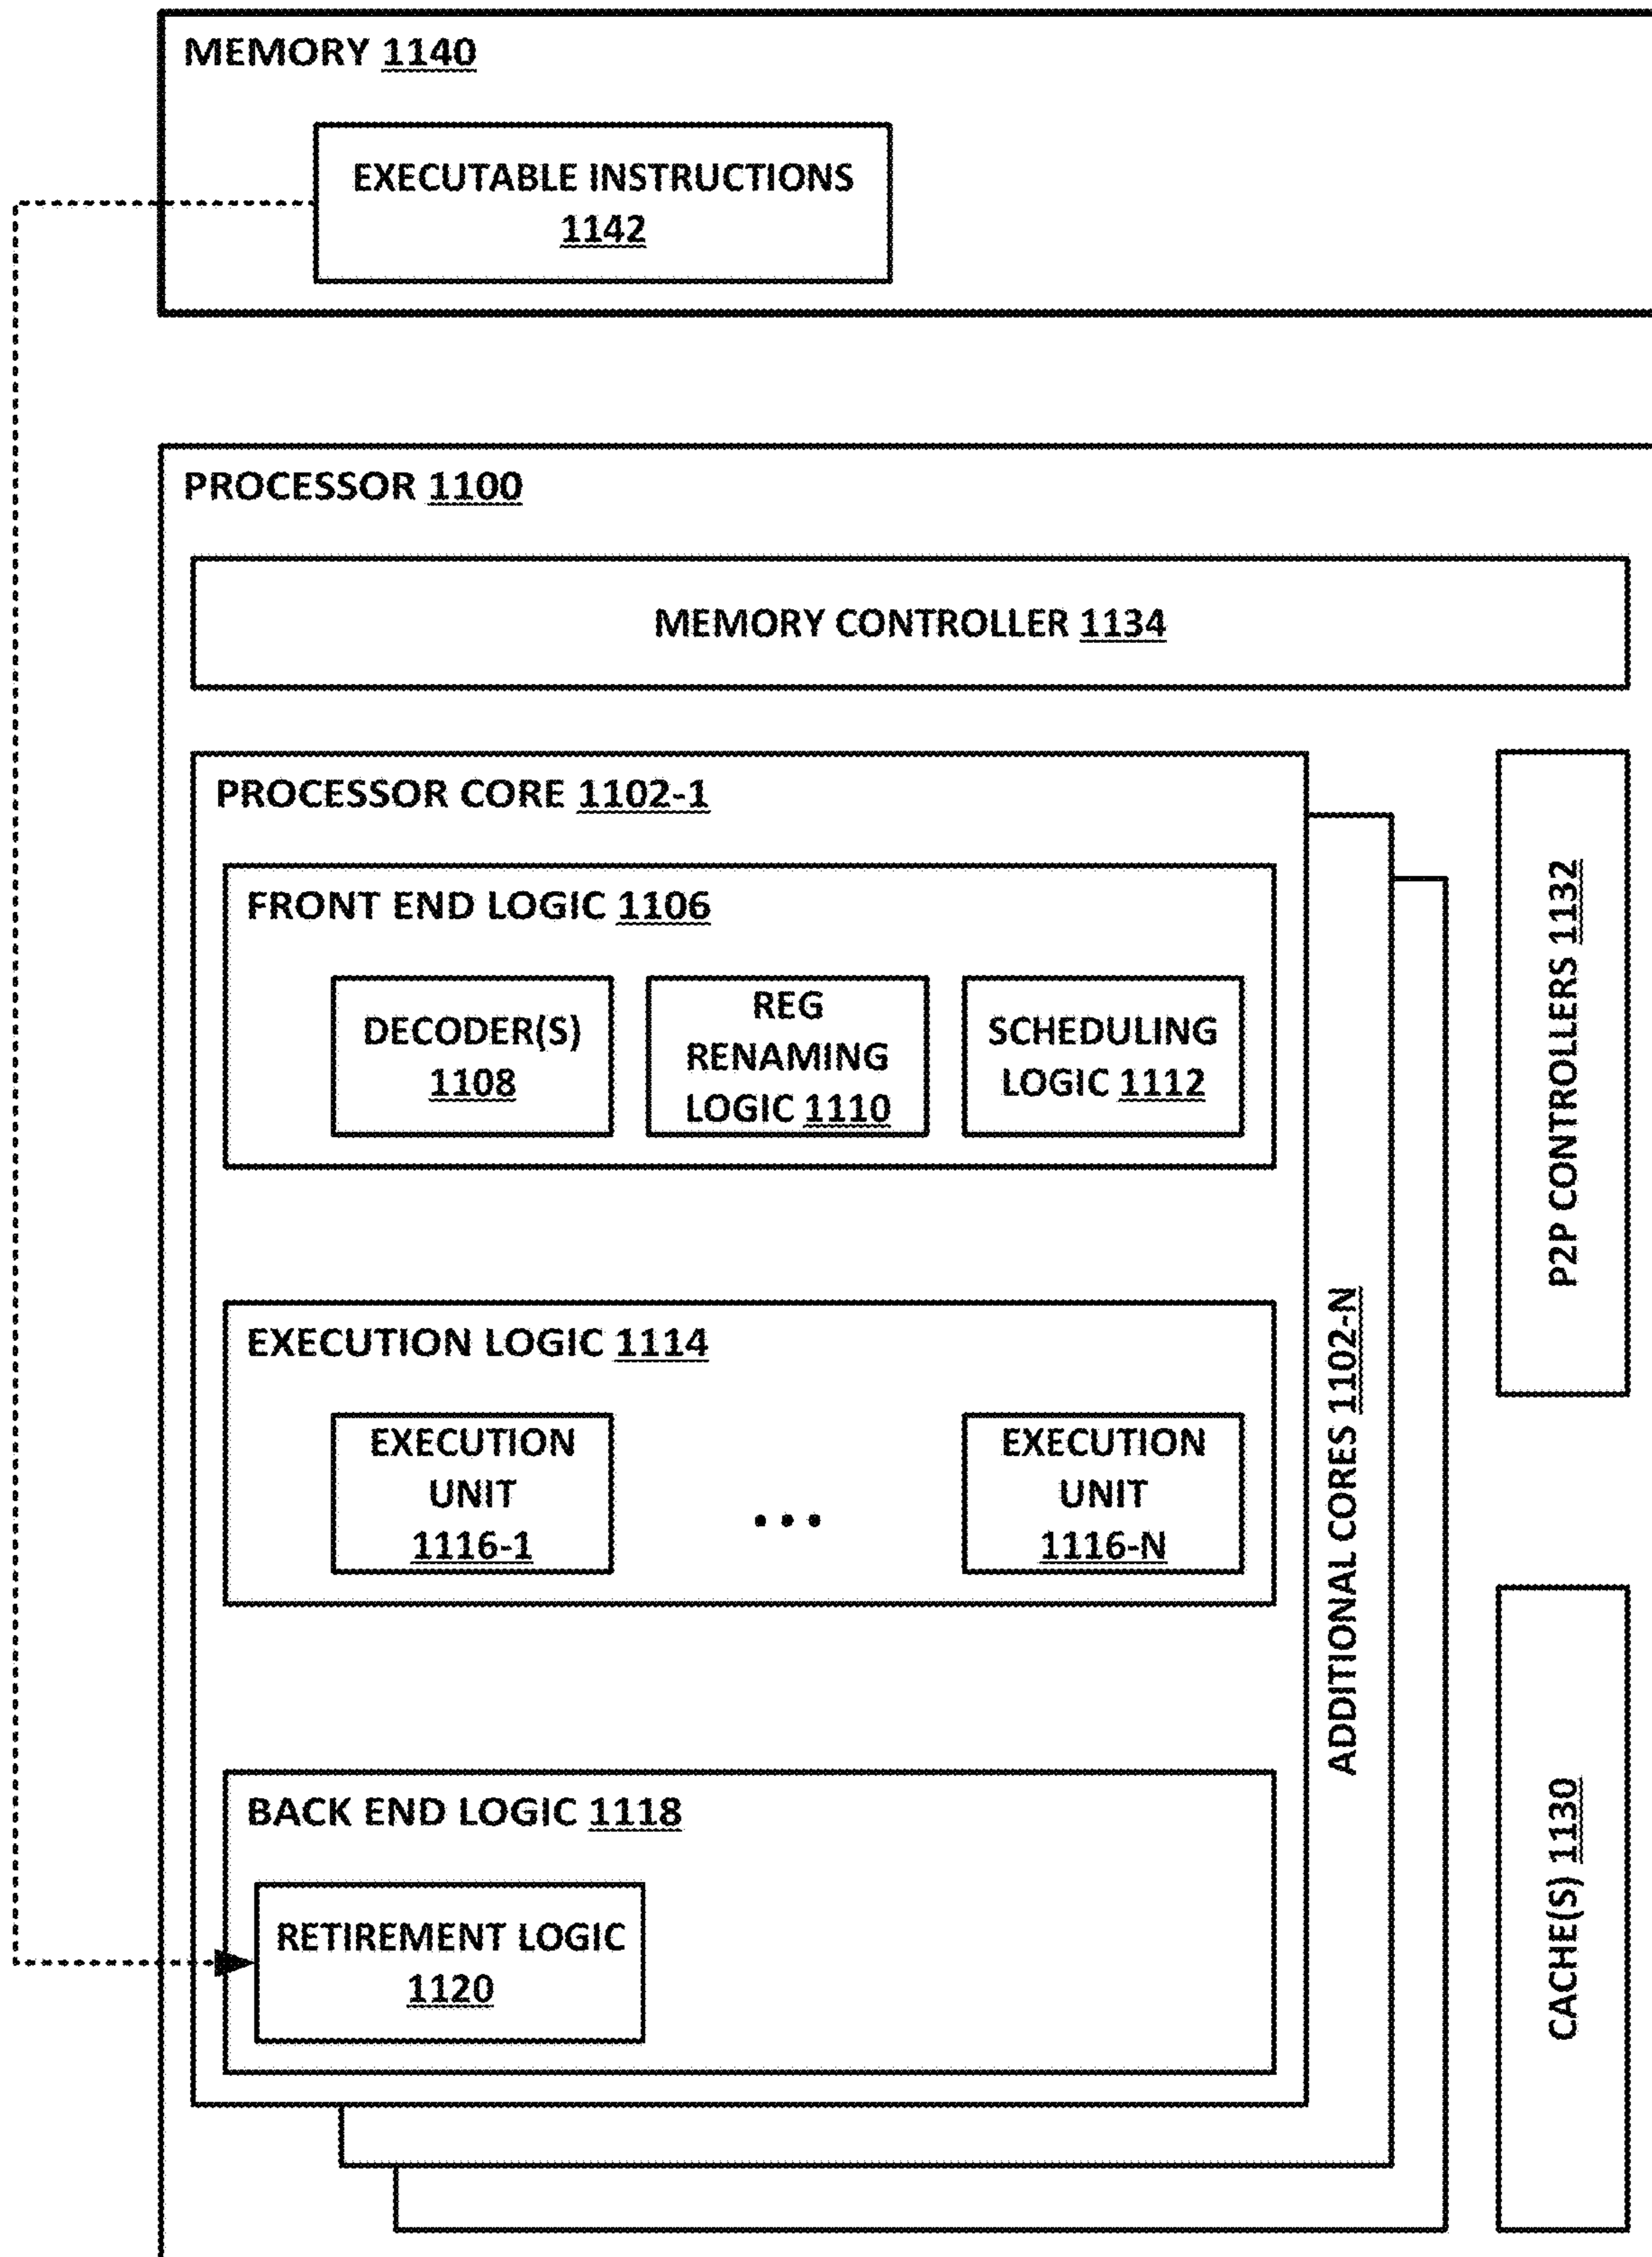 MEMORY 1140
EXECUTABLE INSTRUCTIONS
1142
PROCESSOR 1100
MEMORY CONTROLLER 1134
PROCESSOR CORE 1102-1
FRONT END LOGIC 1106
DECODER(S)
1108
REG
RENAMING
LOGIC 1110
SCHEDULING
LOGIC 1112
EXECUTION LOGIC 1114
EXECUTION
UNIT
1116-1
...
EXECUTION
UNIT
1116-N
BACK END LOGIC 1118
RETIREMENT LOGIC
1120
ADDITIONAL CORES 1102-N
P2P CONTROLLERS 1132
CACHE(S) 1130